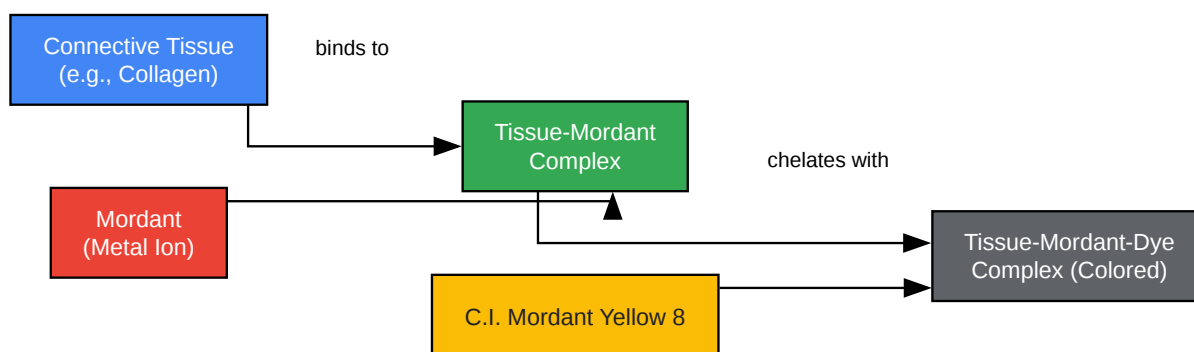 Connective Tissue
(e.g., Collagen)
binds to
Tissue-Mordant
Complex
chelates with
Mordant
(Metal Ion)
Tissue-Mordant-Dye
Complex (Colored)
C.I. Mordant Yellow 8